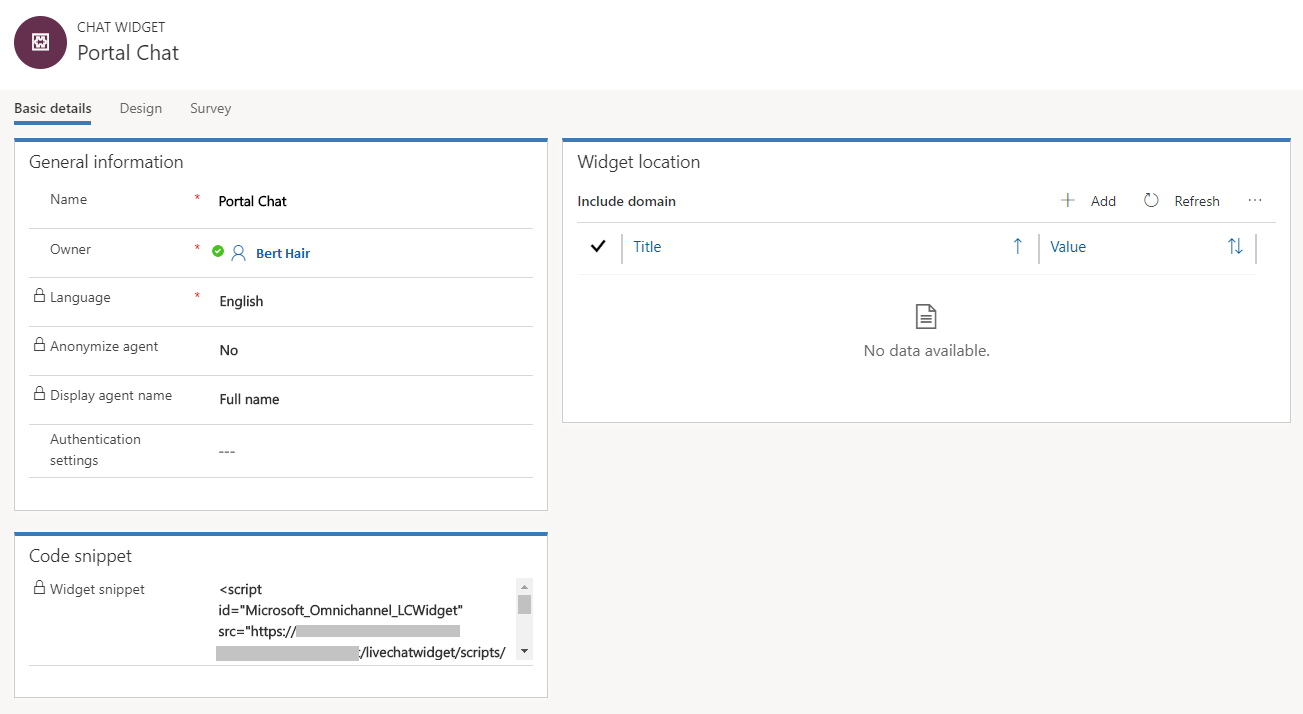 CHAT WIDGET
Portal Chat
Basic details
Design
Survey
General information
Name * Portal Chat
Owner * Bert Hair
Language * English
Anonymize agent No
Display agent name Full name
Authentication
settings
---
Code snippet
Widget snippet
<script
id="Microsoft_Omnichannel_LCWidget"
src="https://
:/livechatwidget/scripts/
Widget location
Include domain
Add
Refresh
...
Title
Value
No data available.